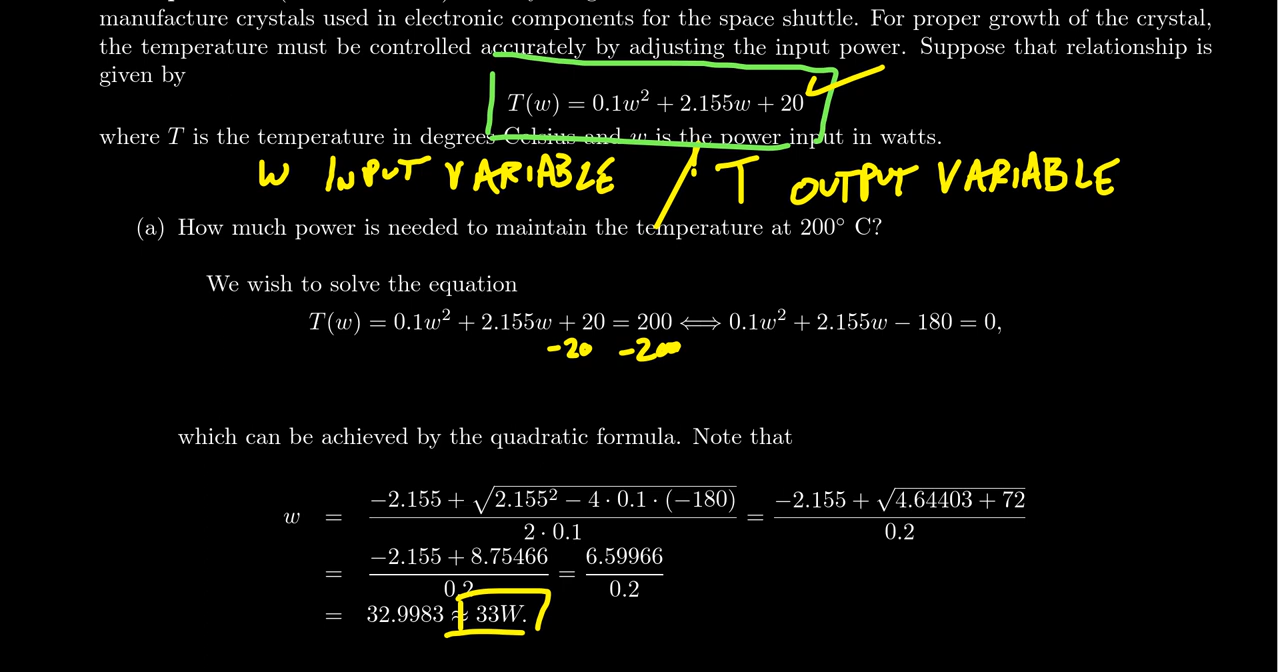 manufacture crystals used in electronic components for the space shuttle. For proper growth of the crystal,
the temperature must be controlled accurately by adjusting the input power. Suppose that relationship is
given by
T(w) = 0.1w² + 2.155w + 20
where T is the temperature in degrees Celsius and w is the power input in watts.
W INPUT VARIABLE T OUTPUT VARIABLE
(a) How much power is needed to maintain the temperature at 200° C?
We wish to solve the equation
T(w) = 0.1w² + 2.155w + 20 = 200 ⟺ 0.1w² + 2.155w − 180 = 0,
-20 -200
which can be achieved by the quadratic formula. Note that
w = (−2.155 + √(2.155² − 4 · 0.1 · (−180))) / (2 · 0.1) = (−2.155 + √(4.64403 + 72)) / 0.2
= (−2.155 + 8.75466) / 0.2 = 6.59966 / 0.2
= 32.9983 ≈ 33W.